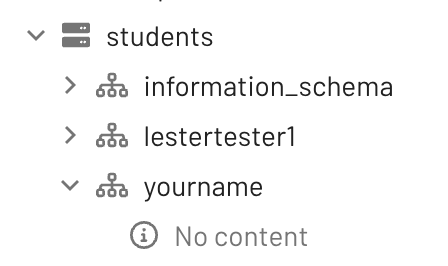 students
information_schema
lestertester1
yourname
No content